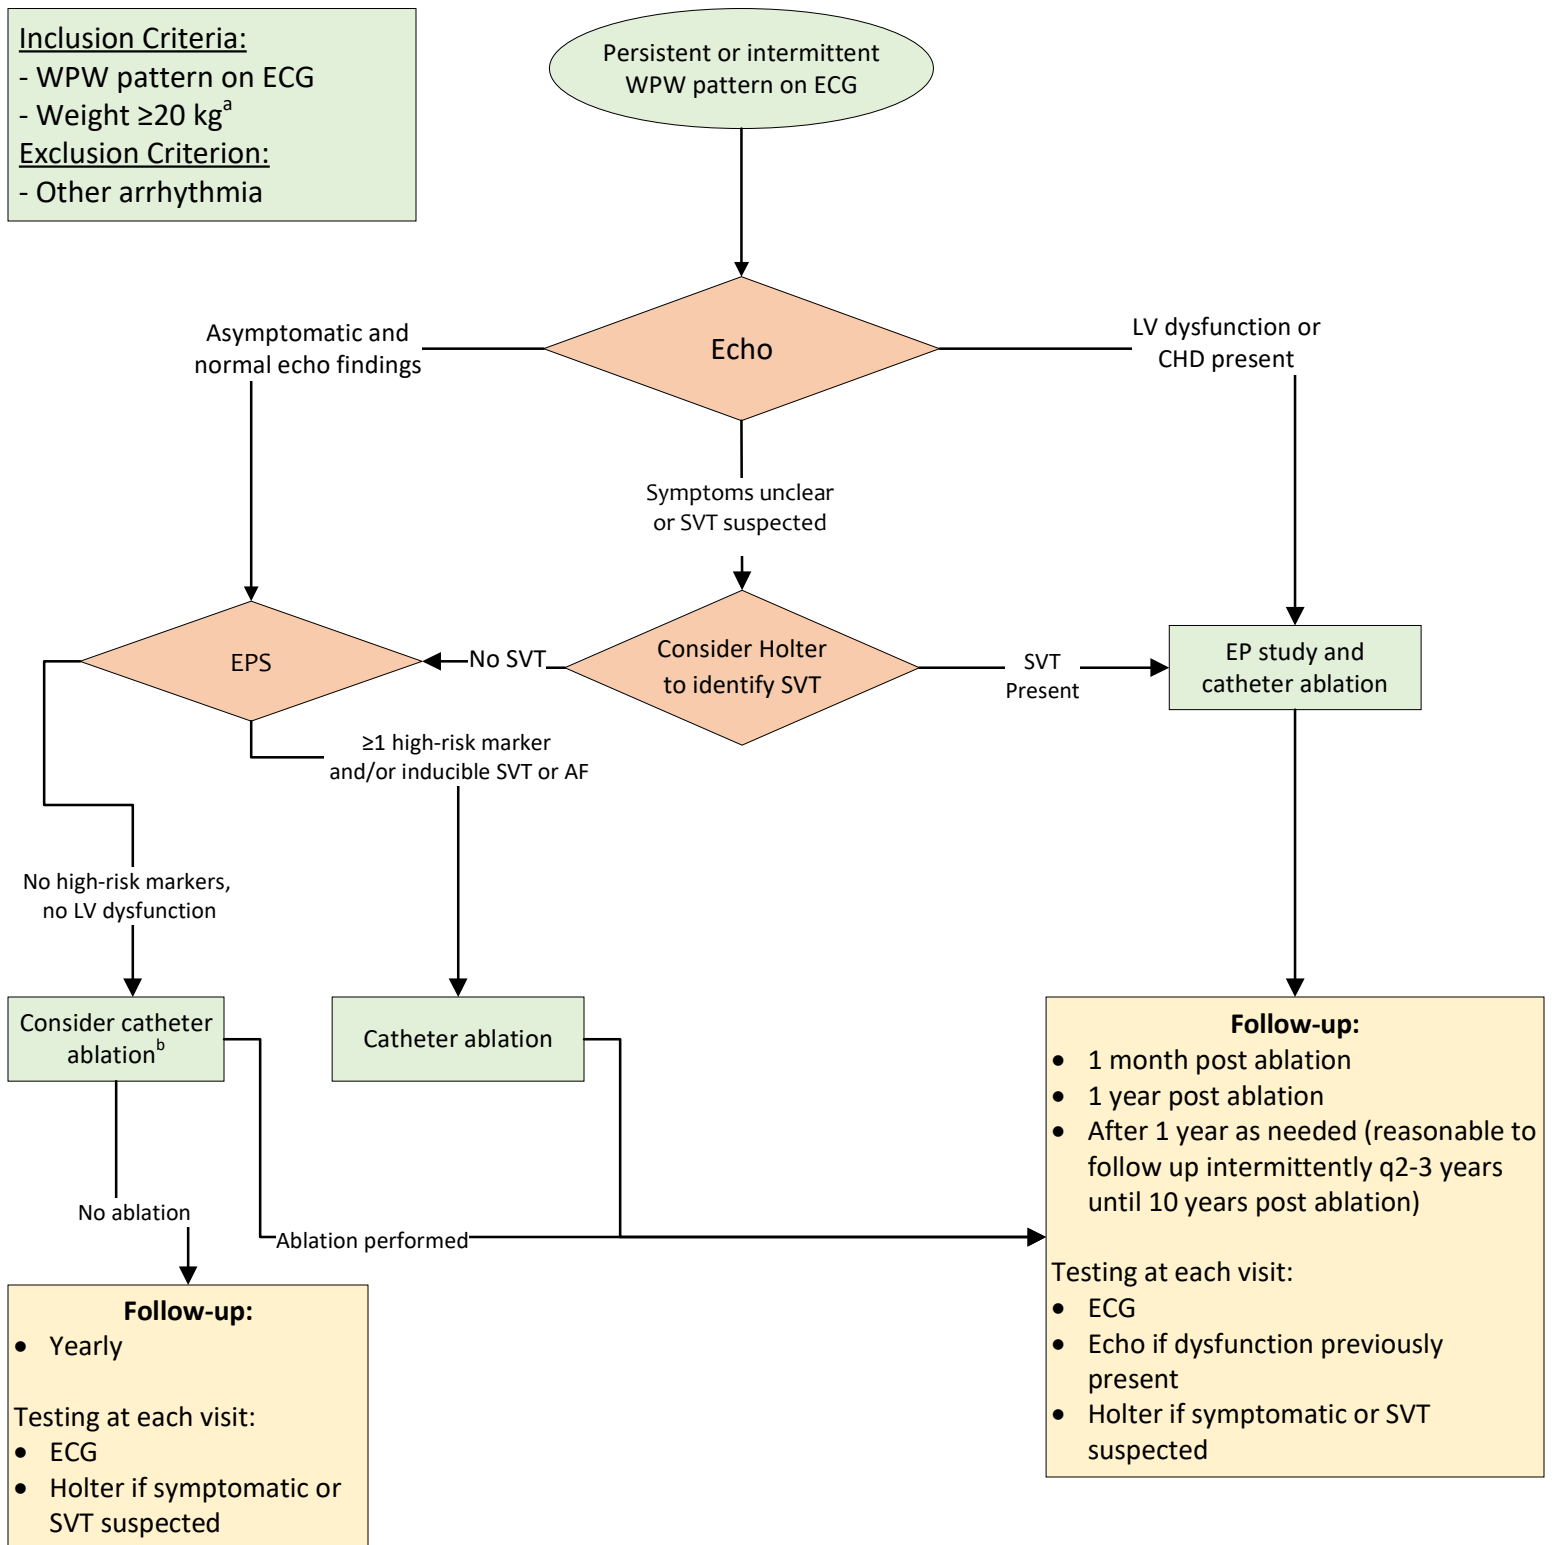 Inclusion Criteria:
- WPW pattern on ECG
- Weight ≥20 kgᵃ
Exclusion Criterion:
- Other arrhythmia
Persistent or intermittent
WPW pattern on ECG
Echo
Asymptomatic and
normal echo findings
LV dysfunction or
CHD present
Symptoms unclear
or SVT suspected
EPS
No SVT
Consider Holter
to identify SVT
SVT
Present
EP study and
catheter ablation
≥1 high-risk marker
and/or inducible SVT or AF
No high-risk markers,
no LV dysfunction
Consider catheter
ablationᵇ
Catheter ablation
No ablation
Ablation performed
Follow-up:
• Yearly
Testing at each visit:
• ECG
• Holter if symptomatic or
SVT suspected
Follow-up:
• 1 month post ablation
• 1 year post ablation
• After 1 year as needed (reasonable to
follow up intermittently q2-3 years
until 10 years post ablation)
Testing at each visit:
• ECG
• Echo if dysfunction previously
present
• Holter if symptomatic or SVT
suspected